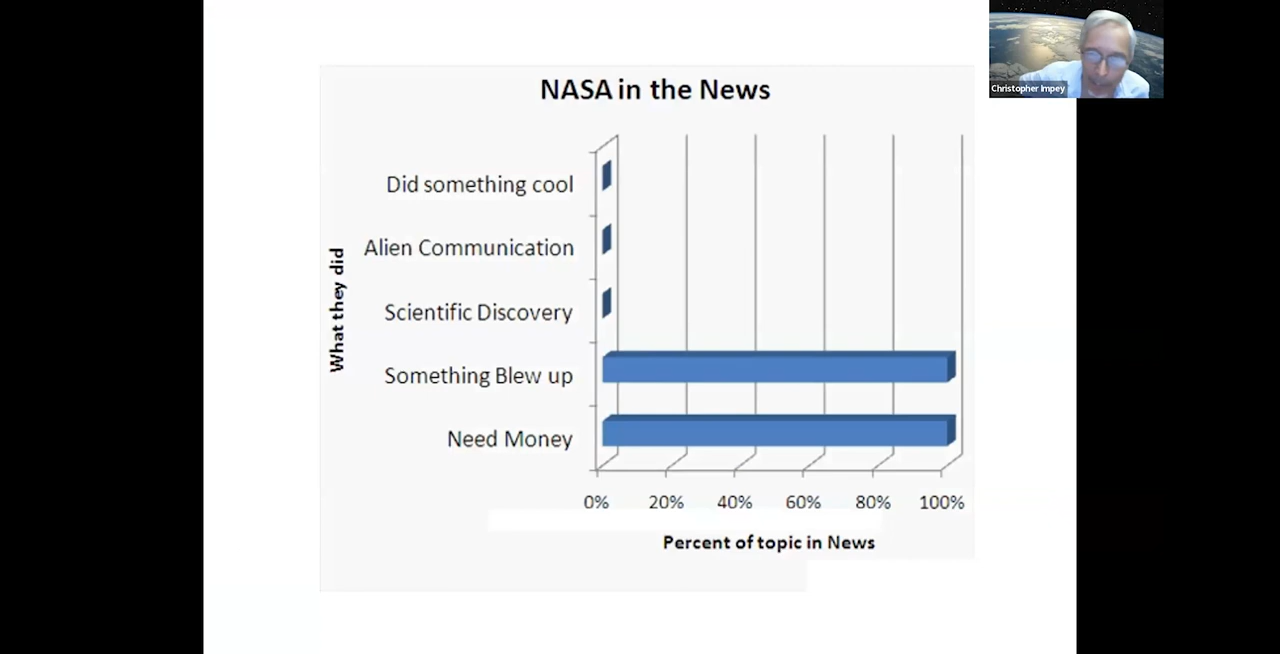 Christopher Impey
NASA in the News
Did something cool
Alien Communication
Scientific Discovery
Something Blew up
Need Money
What they did
0% 20% 40% 60% 80% 100%
Percent of topic in News